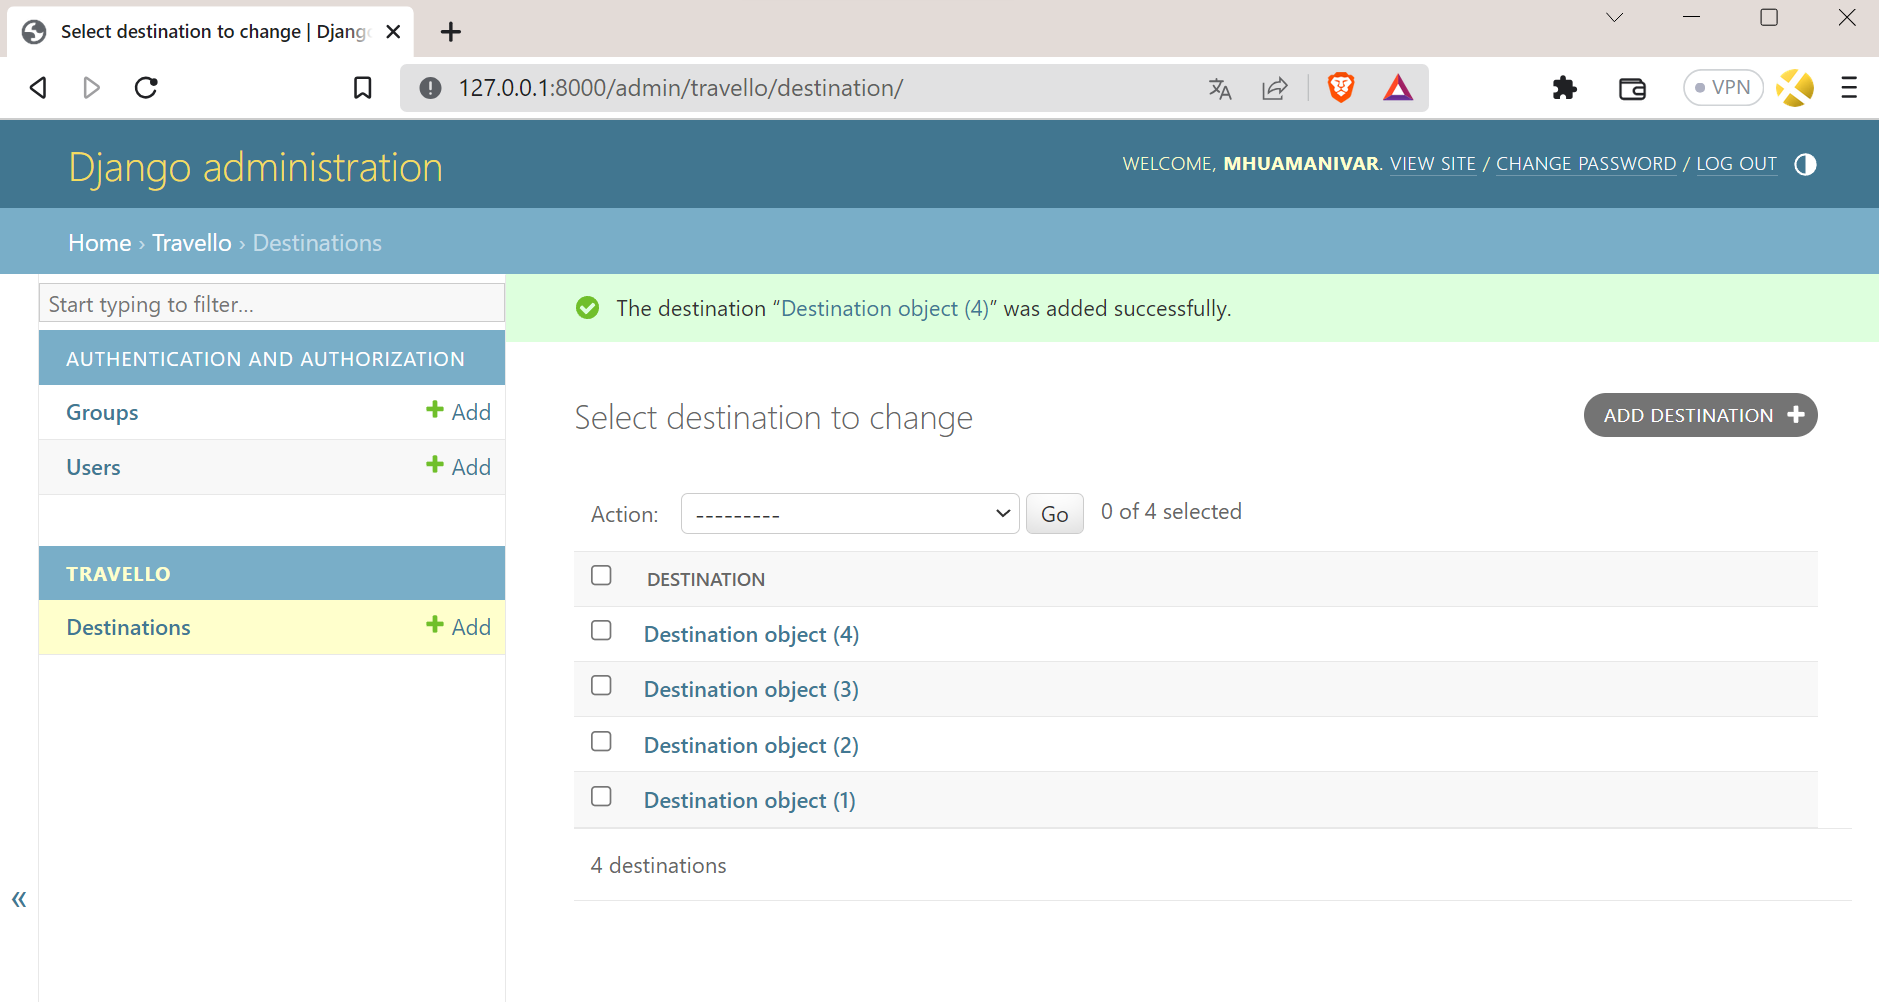 Select destination to change | Djang
127.0.0.1:8000/admin/travello/destination/
VPN
Django administration
WELCOME, MHUAMANIVAR. VIEW SITE / CHANGE PASSWORD / LOG OUT
Home › Travello › Destinations
Start typing to filter...
The destination “Destination object (4)” was added successfully.
AUTHENTICATION AND AUTHORIZATION
Groups Add
Users Add
TRAVELLO
Destinations Add
Select destination to change
ADD DESTINATION
Action: --------- Go 0 of 4 selected
DESTINATION
Destination object (4)
Destination object (3)
Destination object (2)
Destination object (1)
4 destinations
«